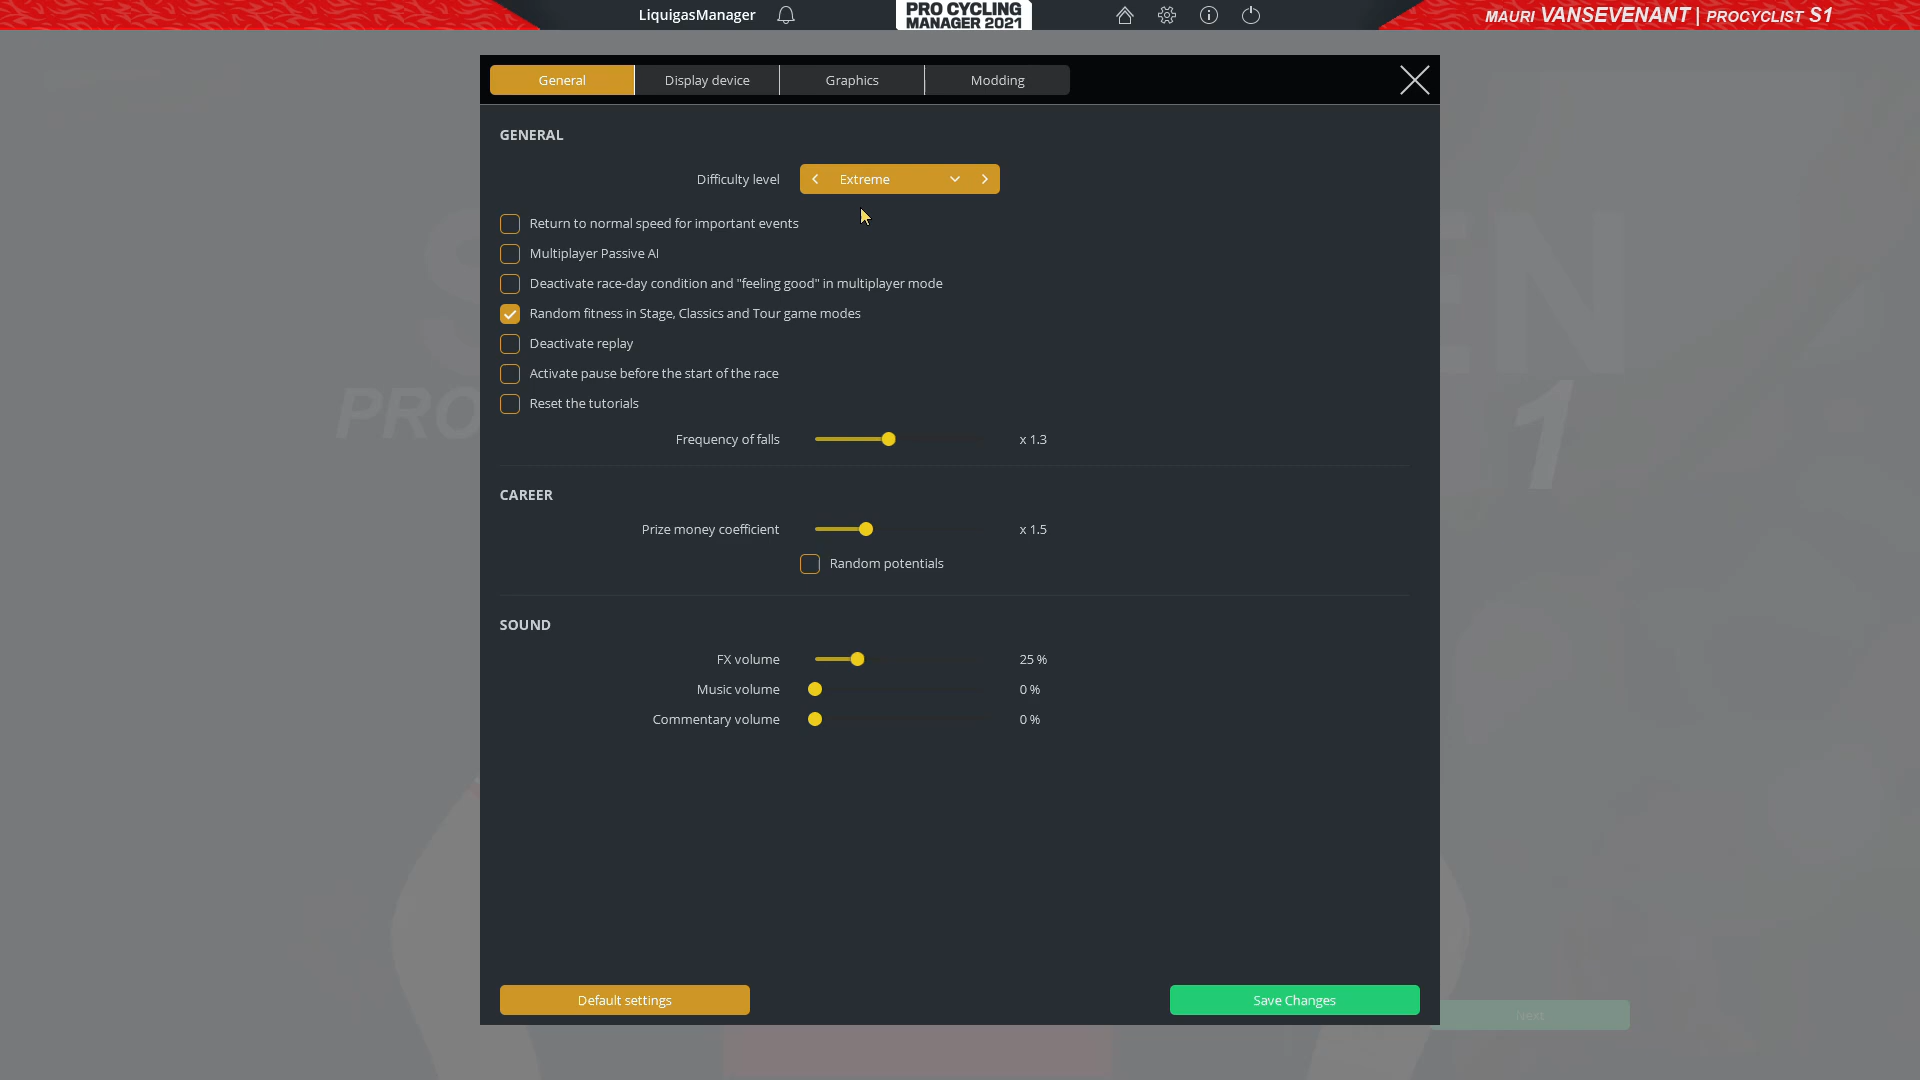 LiquigasManager
PRO CYCLING
MANAGER 2021
MAURI VANSEVENANT | PROCYCLIST S1
General
Display device
Graphics
Modding
GENERAL
Difficulty level
Extreme
Return to normal speed for important events
Multiplayer Passive AI
Deactivate race-day condition and "feeling good" in multiplayer mode
Random fitness in Stage, Classics and Tour game modes
Deactivate replay
Activate pause before the start of the race
Reset the tutorials
Frequency of falls
x 1.3
CAREER
Prize money coefficient
x 1.5
Random potentials
SOUND
FX volume
25 %
Music volume
0 %
Commentary volume
0 %
Default settings
Save Changes
Next